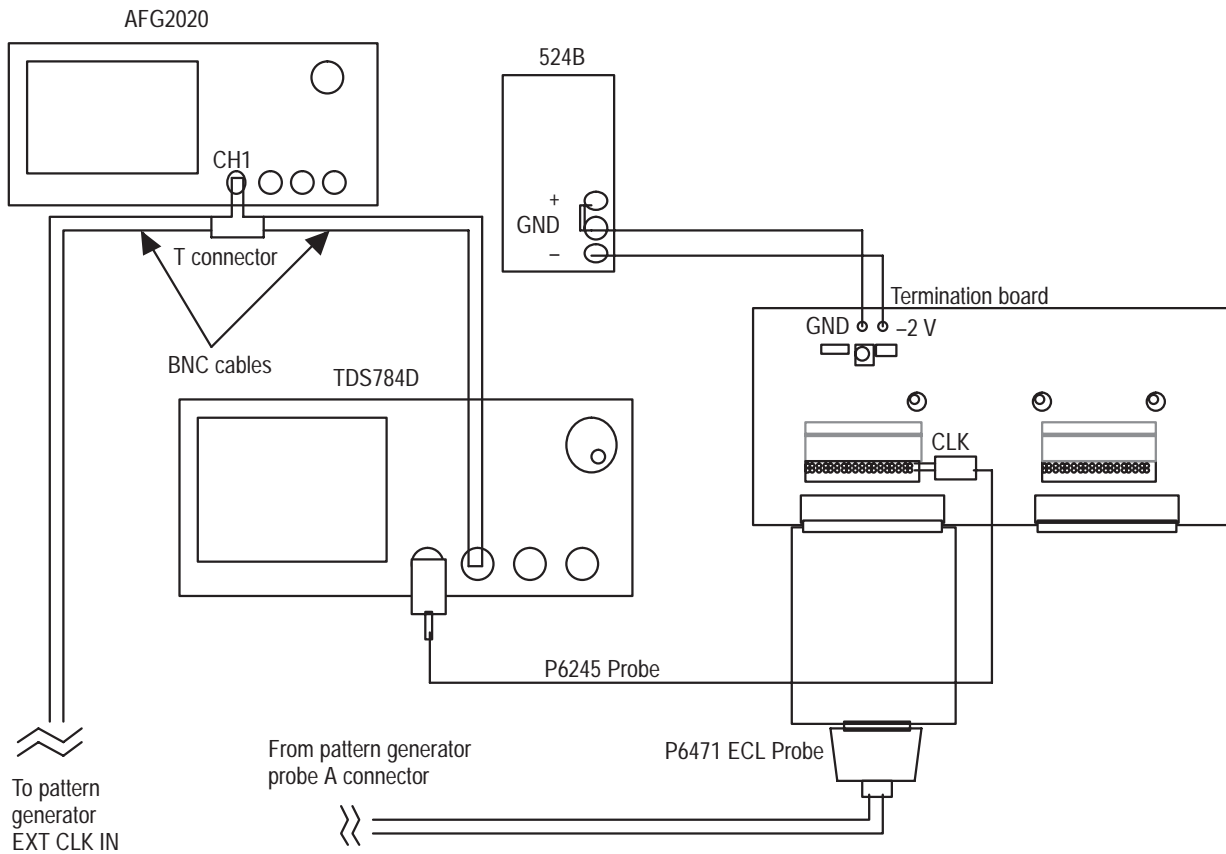 AFG2020
524B
CH1
+
GND
–
T connector
BNC cables
Termination board
GND
–2 V
TDS784D
CLK
P6245 Probe
From pattern generator
probe A connector
P6471 ECL Probe
To pattern
generator
EXT CLK IN